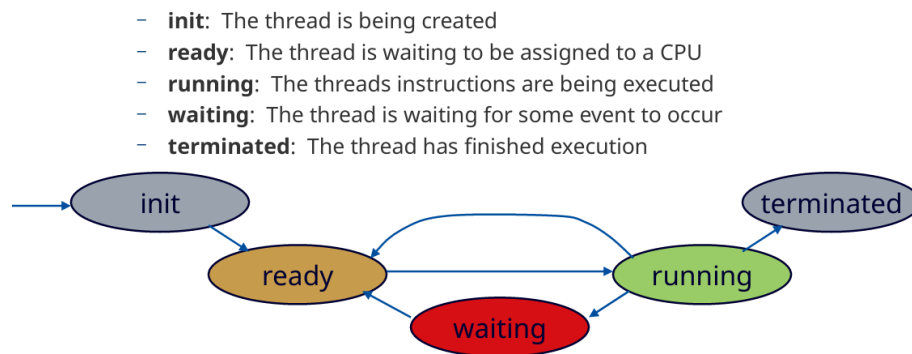 – init: The thread is being created
– ready: The thread is waiting to be assigned to a CPU
– running: The threads instructions are being executed
– waiting: The thread is waiting for some event to occur
– terminated: The thread has finished execution
init
terminated
ready
running
waiting